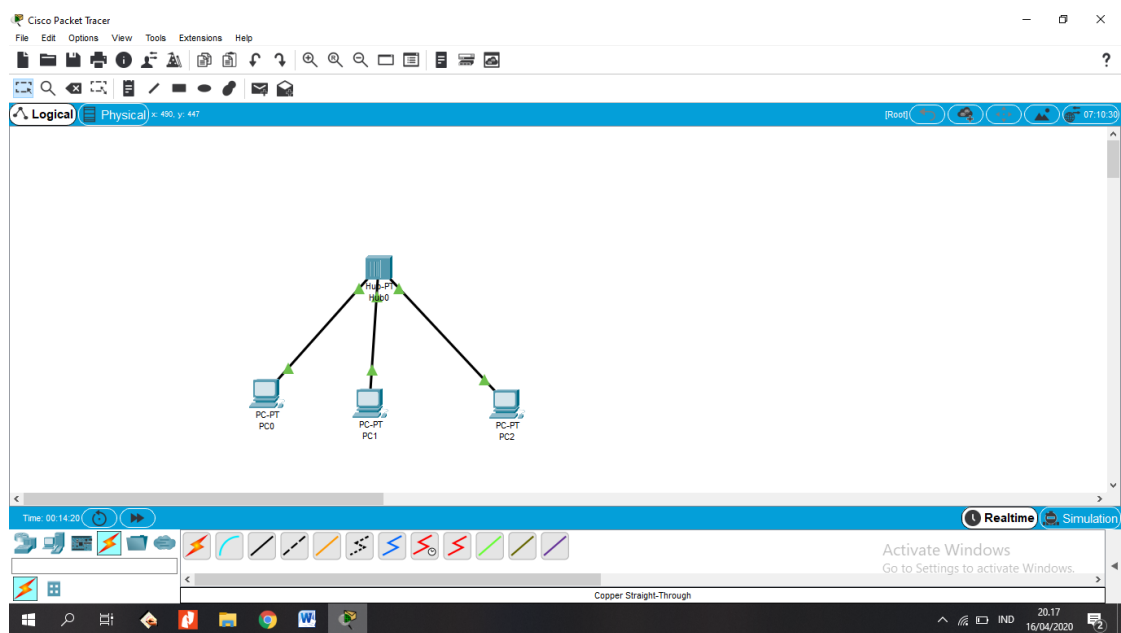 Cisco Packet Tracer
File Edit Options View Tools Extensions Help
?
Logical Physical x: 490, y: 447 [Root] 07:10:30
Hub-PT
Hub0
PC-PT
PC0
PC-PT
PC1
PC-PT
PC2
Time: 00:14:20 Realtime Simulation
Activate Windows
Go to Settings to activate Windows.
Copper Straight-Through
IND 20.17
16/04/2020 2